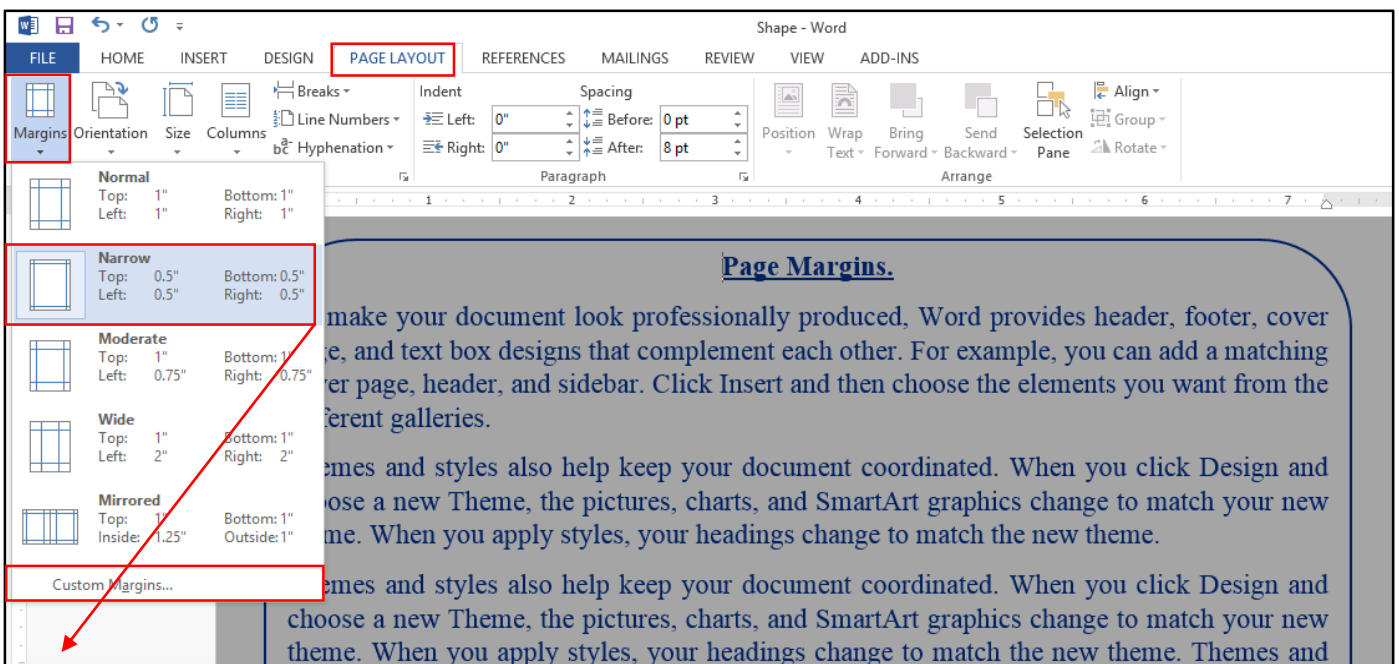 Shape - Word
FILE HOME INSERT DESIGN PAGE LAYOUT REFERENCES MAILINGS REVIEW VIEW ADD-INS
Margins
Orientation
Size
Columns
Breaks
Line Numbers
Hyphenation
Indent
Left: 0"
Right: 0"
Spacing
Before: 0 pt
After: 8 pt
Paragraph
Position
Wrap
Text
Bring
Forward
Send
Backward
Selection
Pane
Align
Group
Rotate
Arrange
Normal
Top: 1" Bottom: 1"
Left: 1" Right: 1"
Narrow
Top: 0.5" Bottom: 0.5"
Left: 0.5" Right: 0.5"
Moderate
Top: 1" Bottom: 1"
Left: 0.75" Right: 0.75"
Wide
Top: 1" Bottom: 1"
Left: 2" Right: 2"
Mirrored
Top: 1" Bottom: 1"
Inside: 1.25" Outside: 1"
Custom Margins...
1 2 3 4 5 6 7
Page Margins.
make your document look professionally produced, Word provides header, footer, cover
and text box designs that complement each other. For example, you can add a matching
page, header, and sidebar. Click Insert and then choose the elements you want from the
galleries.
and styles also help keep your document coordinated. When you click Design and
a new Theme, the pictures, charts, and SmartArt graphics change to match your new
When you apply styles, your headings change to match the new theme.
and styles also help keep your document coordinated. When you click Design and
choose a new Theme, the pictures, charts, and SmartArt graphics change to match your new
theme. When you apply styles, your headings change to match the new theme. Themes and